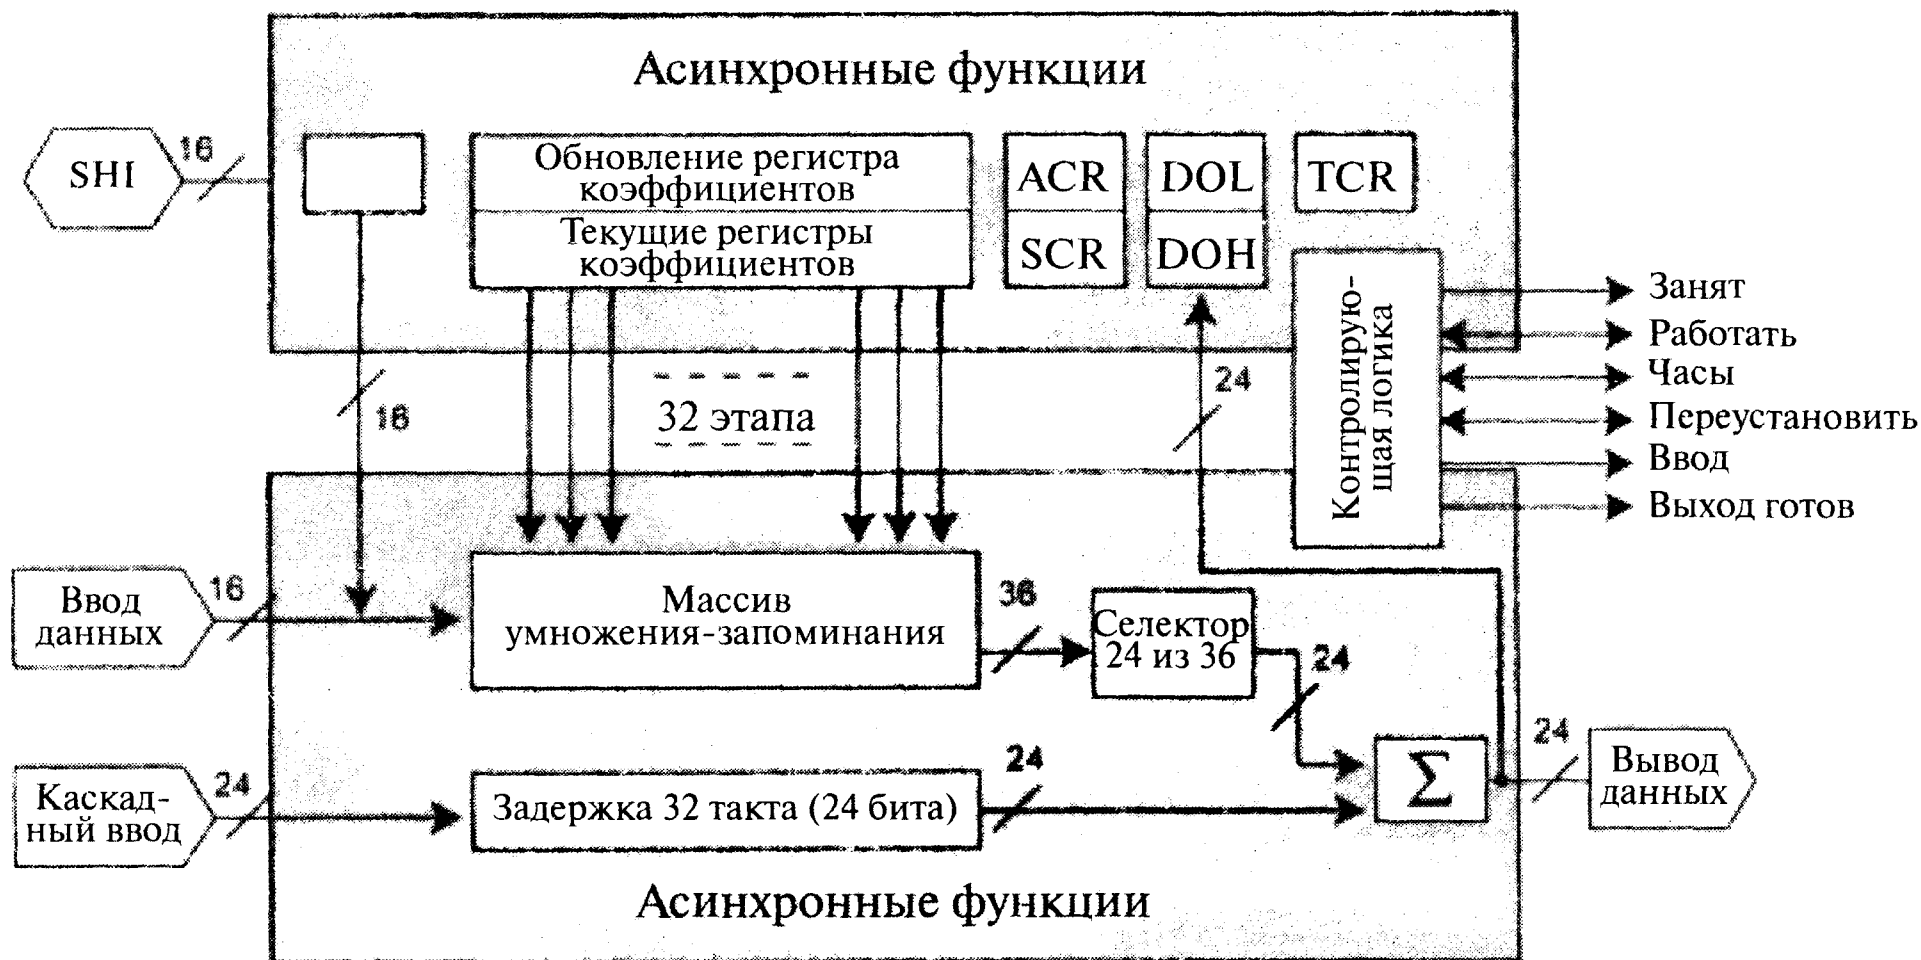 Асинхронные функции
SHI
16
Обновление регистра
коэффициентов
Текущие регистры
коэффициентов
ACR
SCR
DOL
DOH
TCR
Контролирую-
щая логика
Занят
Работать
Часы
Переустановить
Ввод
Выход готов
16
32 этапа
24
Ввод
данных
16
Массив
умножения-запоминания
36
Селектор
24 из 36
24
Каскад-
ный ввод
24
Задержка 32 такта (24 бита)
24
Σ
24
Вывод
данных
Асинхронные функции